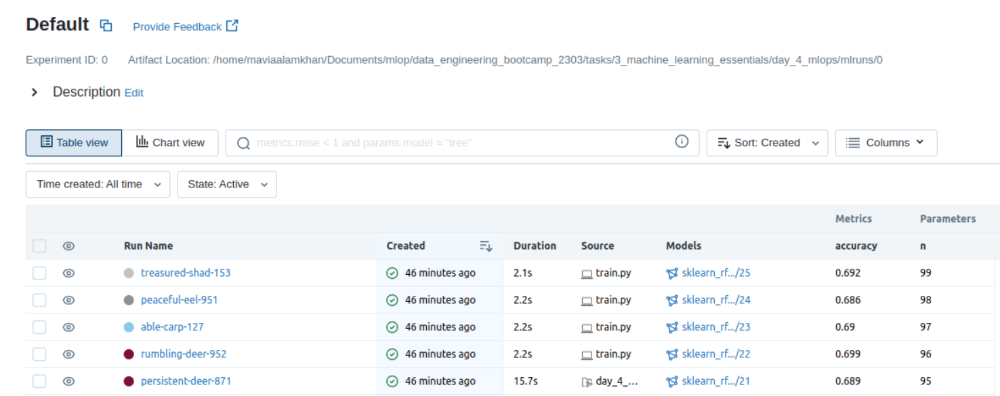 Default Provide Feedback
Experiment ID: 0 Artifact Location: /home/maviaalamkhan/Documents/mlop/data_engineering_bootcamp_2303/tasks/3_machine_learning_essentials/day_4_mlops/mlruns/0
Description Edit
Table view Chart view metrics.rmse < 1 and params.model = "tree" Sort: Created Columns
Time created: All time State: Active
Metrics Parameters
Run Name Created Duration Source Models accuracy n
treasured-shad-153 46 minutes ago 2.1s train.py sklearn_rf.../25 0.692 99
peaceful-eel-951 46 minutes ago 2.2s train.py sklearn_rf.../24 0.686 98
able-carp-127 46 minutes ago 2.2s train.py sklearn_rf.../23 0.69 97
rumbling-deer-952 46 minutes ago 2.2s train.py sklearn_rf.../22 0.699 96
persistent-deer-871 46 minutes ago 15.7s day_4_... sklearn_rf.../21 0.689 95